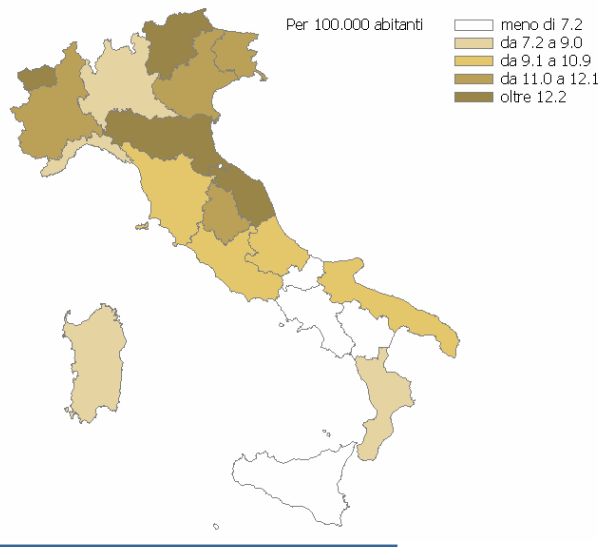 Per 100.000 abitanti
meno di 7.2
da 7.2 a 9.0
da 9.1 a 10.9
da 11.0 a 12.1
oltre 12.2